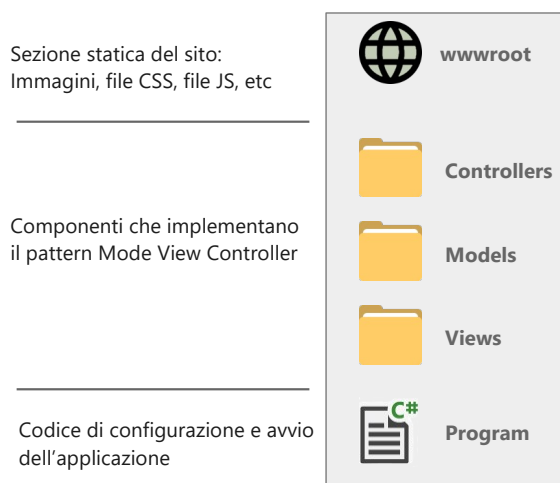 Sezione statica del sito:
Immagini, file CSS, file JS, etc
wwwroot
Controllers
Componenti che implementano
il pattern Mode View Controller
Models
Views
C#
Codice di configurazione e avvio
dell'applicazione
Program